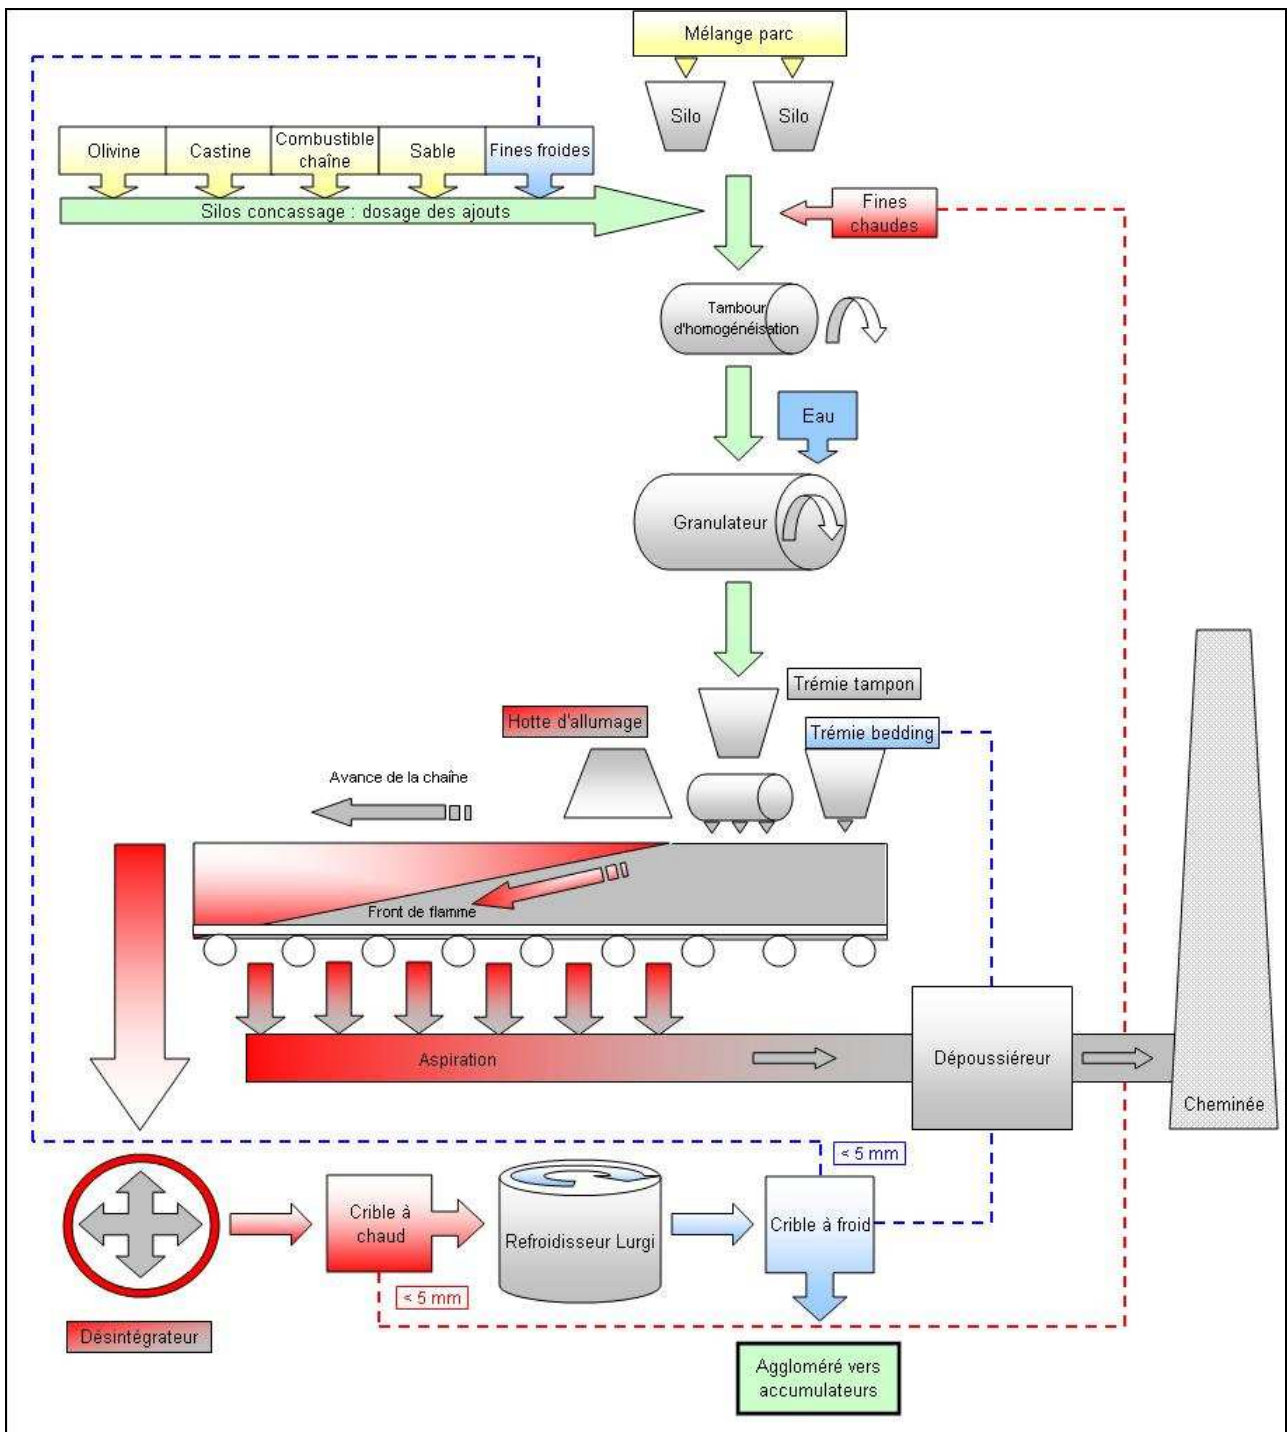 Mélange parc
Silo
Silo
Olivine
Castine
Combustible
chaîne
Sable
Fines froides
Silos concassage : dosage des ajouts
Fines
chaudes
Tambour
d'homogénéisation
Eau
Granulateur
Trémie tampon
Hotte d'allumage
Trémie bedding
Avance de la chaîne
Front de flamme
Aspiration
Dépoussiéreur
Cheminée
< 5 mm
Crible à
chaud
Refroidisseur Lurgi
Crible à froid
< 5 mm
Désintégrateur
Aggloméré vers
accumulateurs